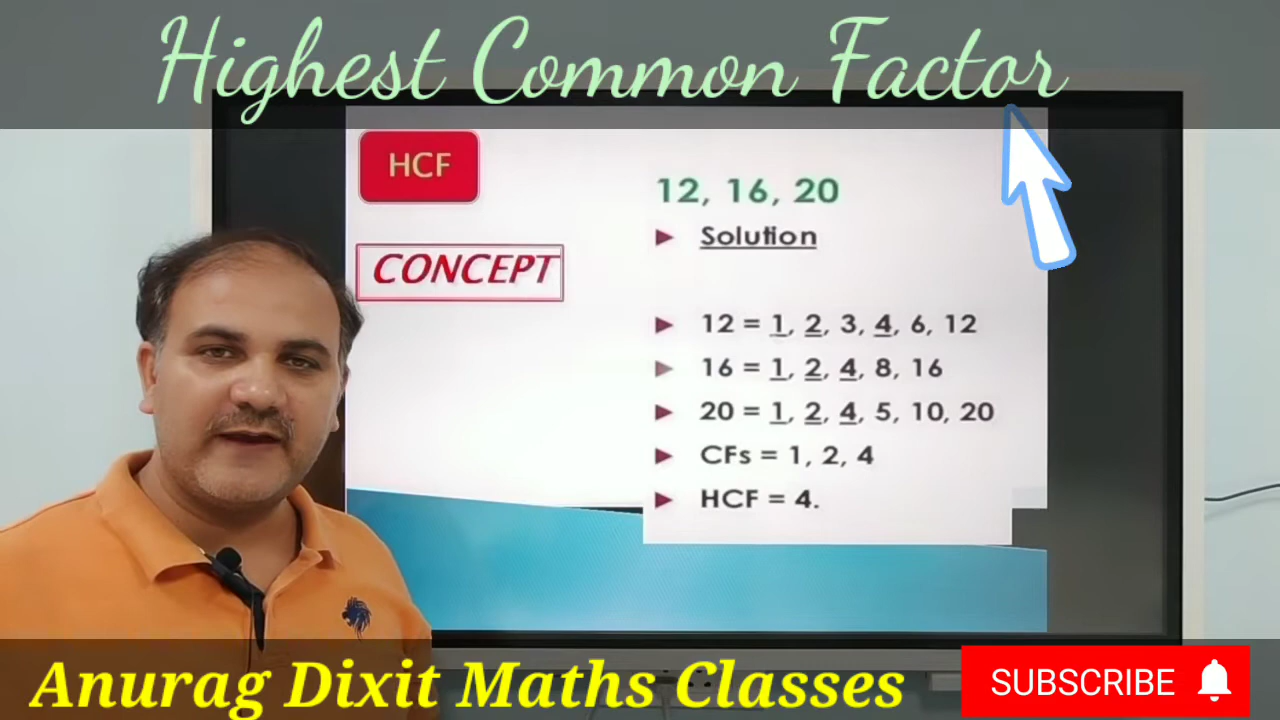 Highest Common Factor
HCF
CONCEPT
12, 16, 20
► Solution
► 12 = 1, 2, 3, 4, 6, 12
► 16 = 1, 2, 4, 8, 16
► 20 = 1, 2, 4, 5, 10, 20
► CFs = 1, 2, 4
► HCF = 4.
Anurag Dixit Maths Classes
SUBSCRIBE